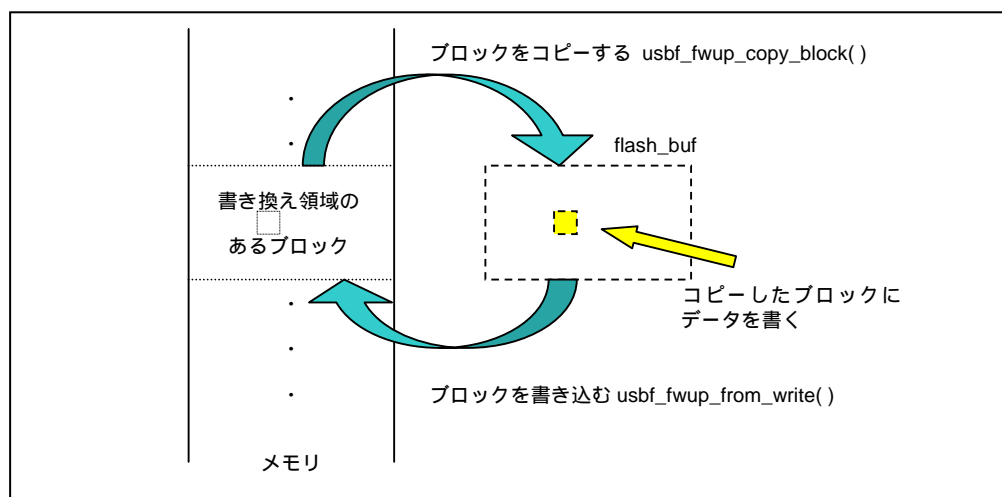 ブロックをコピーする usbf_fwup_copy_block( )
flash_buf
書き換え領域の
あるブロック
コピーしたブロックに
データを書く
ブロックを書き込む usbf_fwup_from_write( )
メモリ